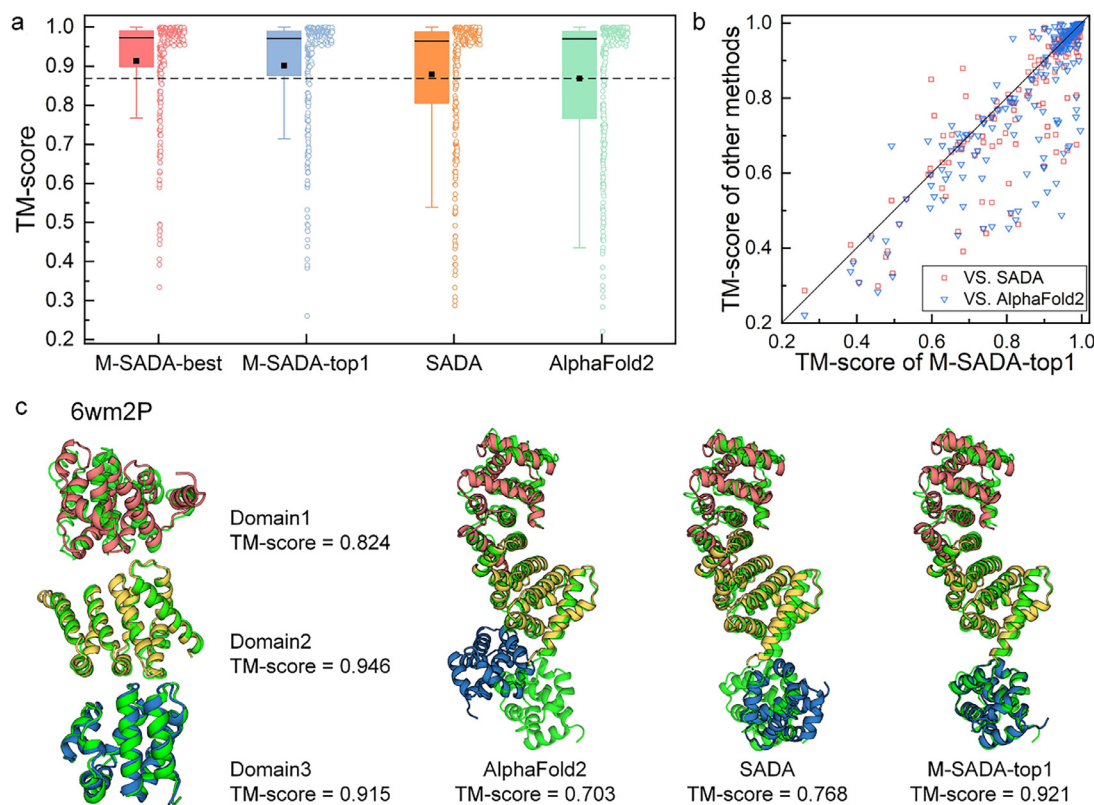 a
TM-score
1.0
0.9
0.8
0.7
0.6
0.5
0.4
0.3
0.2
M-SADA-best
M-SADA-top1
SADA
AlphaFold2
b
TM-score of other methods
1.0
0.8
0.6
0.4
0.2
VS. SADA
VS. AlphaFold2
0.2
0.4
0.6
0.8
1.0
TM-score of M-SADA-top1
c
6wm2P
Domain1
TM-score = 0.824
Domain2
TM-score = 0.946
Domain3
TM-score = 0.915
AlphaFold2
TM-score = 0.703
SADA
TM-score = 0.768
M-SADA-top1
TM-score = 0.921